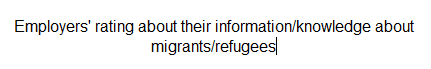 Employers' rating about their information/knowledge about
migrants/refugees